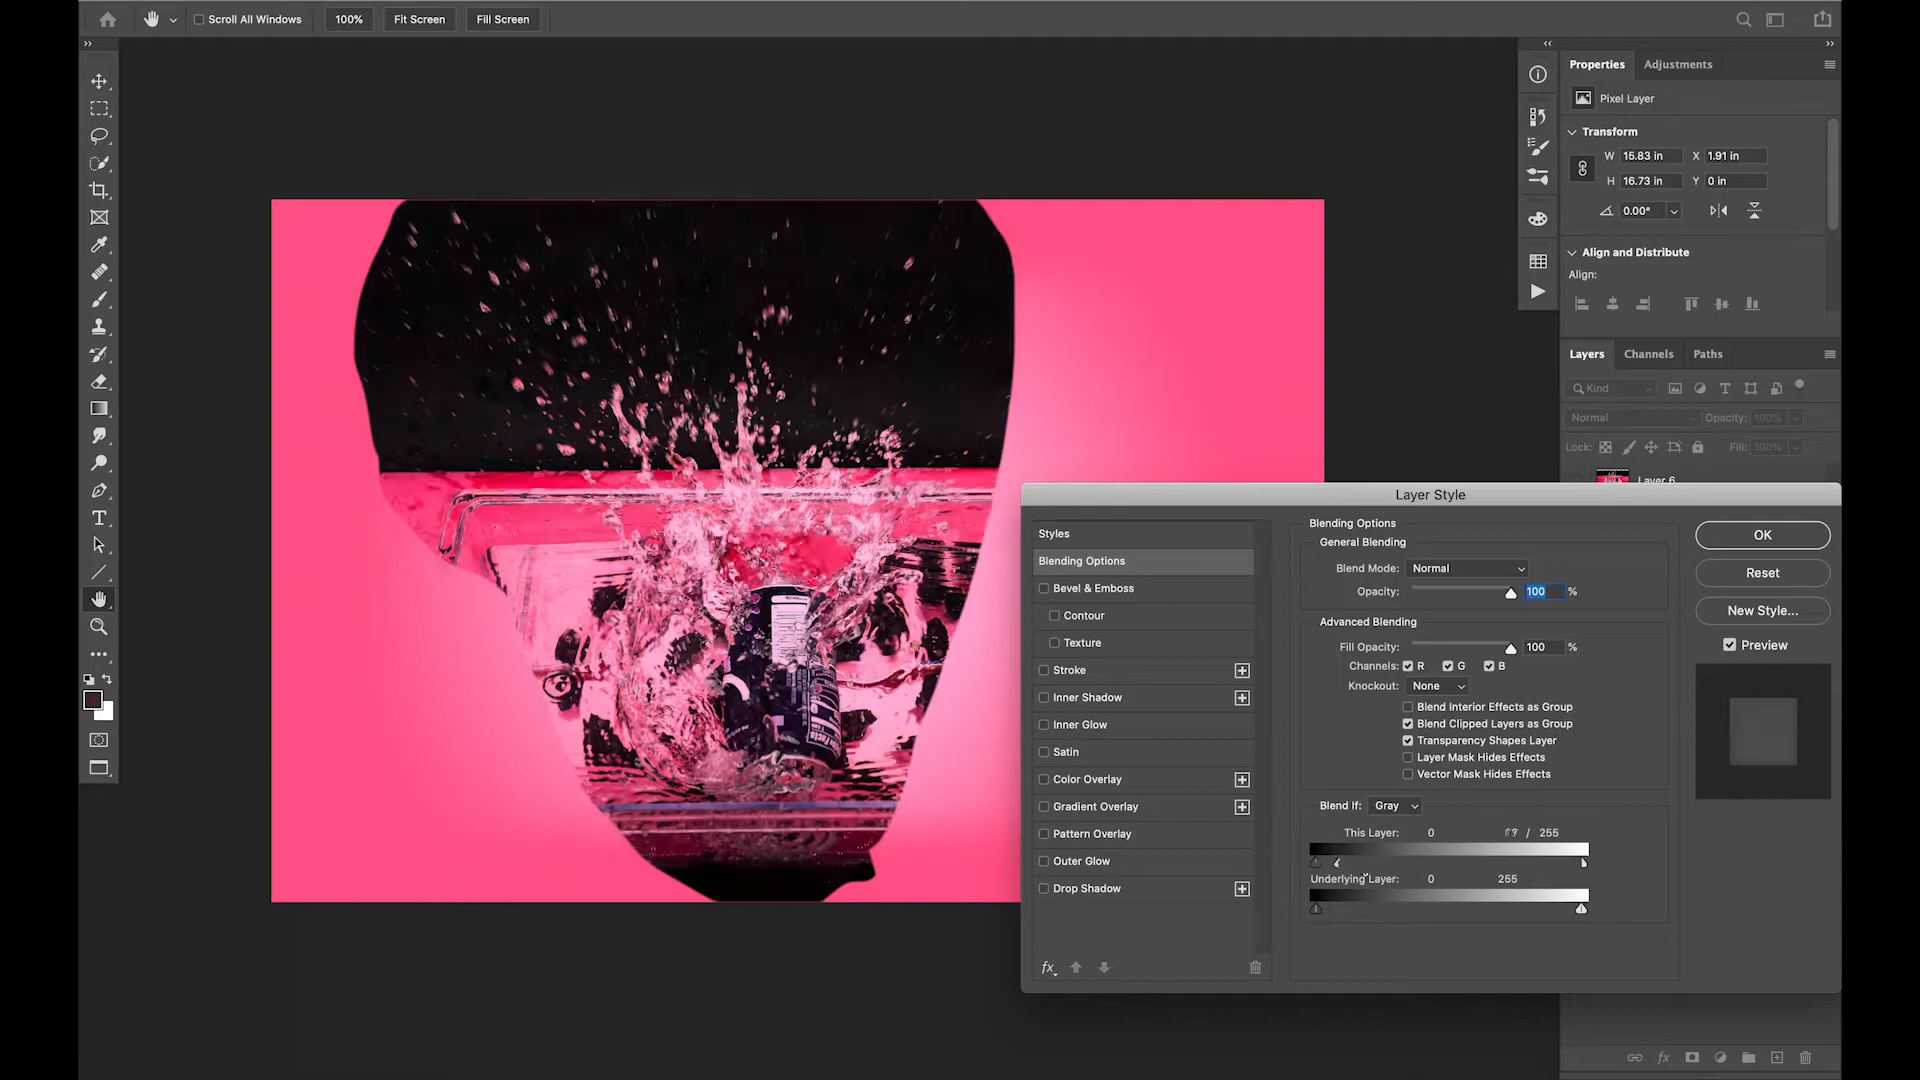 Scroll All Windows
100%
Fit Screen
Fill Screen
Properties
Adjustments
Pixel Layer
Transform
W 15.83 in X 1.91 in
H 16.73 in Y 0 in
0.00°
Align and Distribute
Align:
Layers
Channels
Paths
Kind
Normal
Opacity: 100%
Lock:
Fill: 100%
Layer 6
Layer Style
Styles
Blending Options
Bevel & Emboss
Contour
Texture
Stroke
Inner Shadow
Inner Glow
Satin
Color Overlay
Gradient Overlay
Pattern Overlay
Outer Glow
Drop Shadow
fx
Blending Options
General Blending
Blend Mode: Normal
Opacity: 100 %
Advanced Blending
Fill Opacity: 100 %
Channels: R G B
Knockout: None
Blend Interior Effects as Group
Blend Clipped Layers as Group
Transparency Shapes Layer
Layer Mask Hides Effects
Vector Mask Hides Effects
Blend If: Gray
This Layer: 0 / 255
Underlying Layer: 0 255
OK
Reset
New Style...
Preview
fx